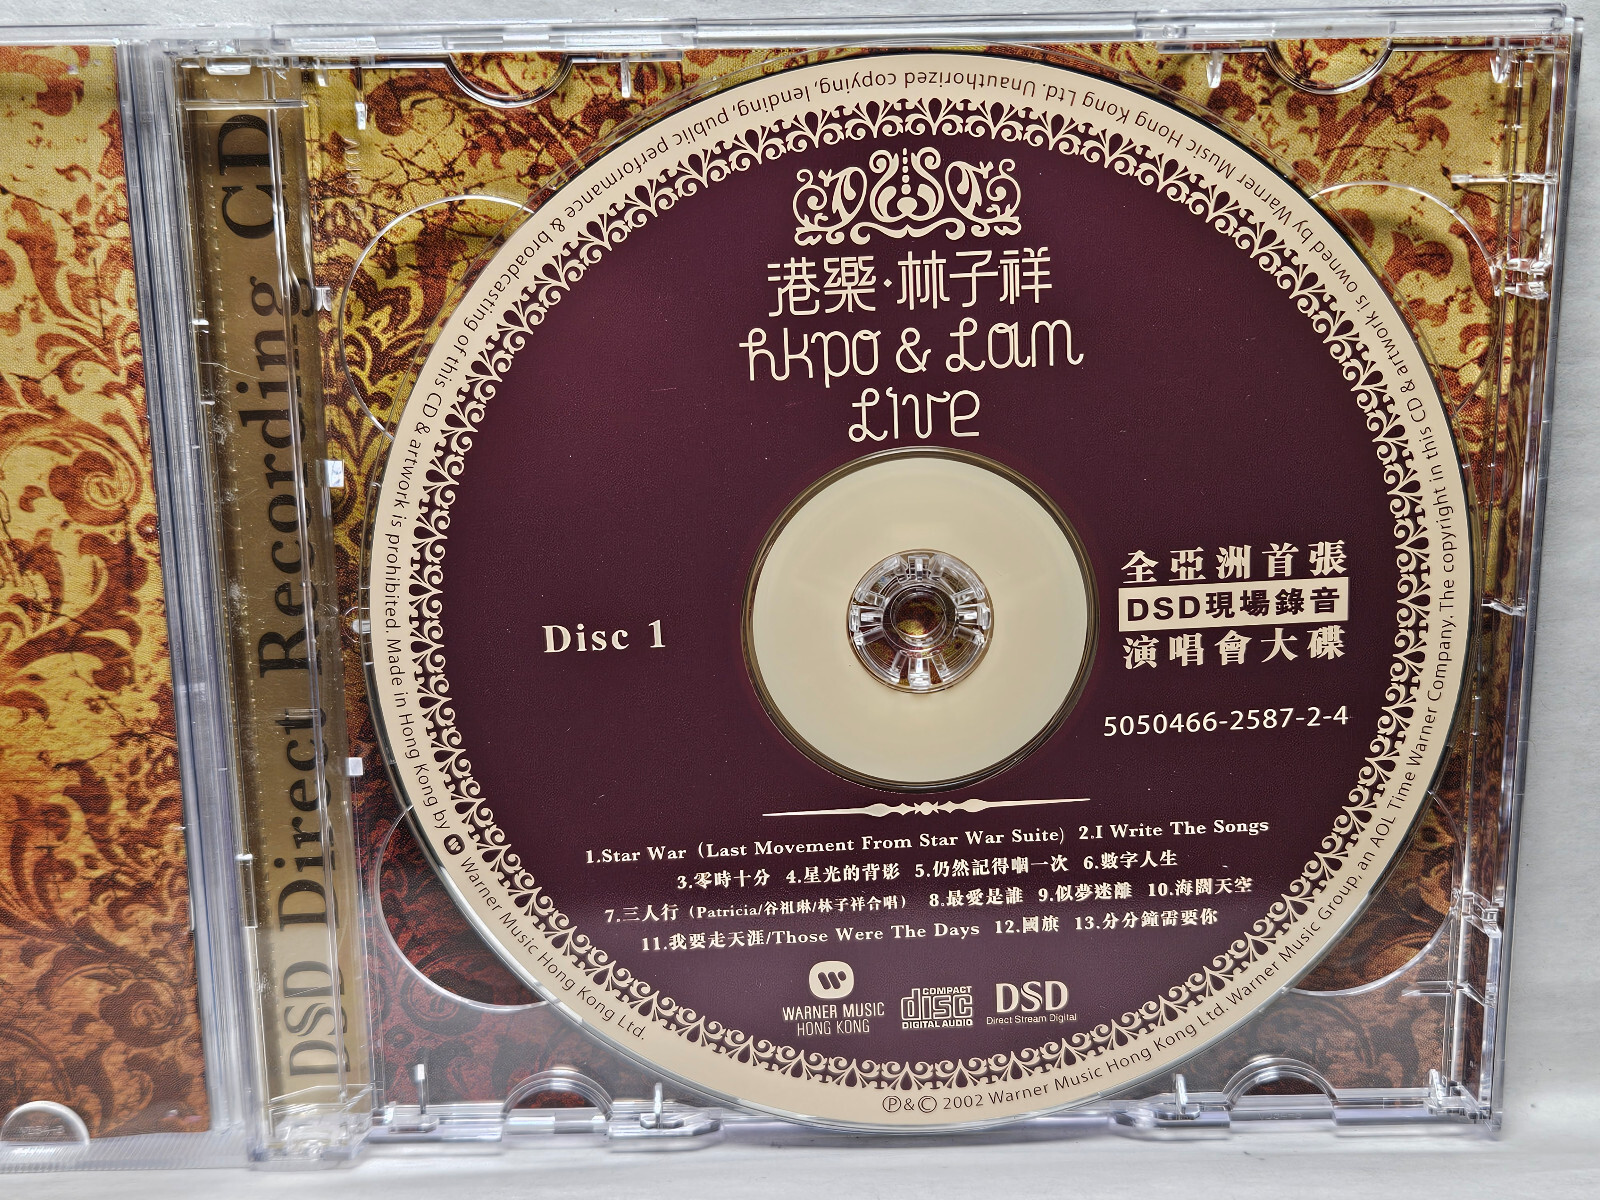 DSD Direct Recording CD
港樂·林子祥
hkpo & Lam
Live
Disc 1
全亞洲首張
DSD現場錄音
演唱會大碟
5050466-2587-2-4
1.Star War (Last Movement From Star War Suite) 2.I Write The Songs
3.零時十分 4.星光的背影 5.仍然記得嗰一次 6.數字人生
7.三人行 (Patricia/谷祖琳/林子祥合唱) 8.最愛是誰 9.似夢迷離 10.海闊天空
11.我要走天涯/Those Were The Days 12.國旗 13.分分鐘需要你
WARNER MUSIC
HONG KONG
COMPACT
disc
DIGITAL AUDIO
DSD
Direct Stream Digital
℗&© 2002 Warner Music Hong Kong Ltd. Warner Music Group, an AOL Time Warner Company. The copyright in this CD & artwork is owned by Warner Music Hong Kong Ltd. Unauthorized copying, lending, public performance & broadcasting of this CD & artwork is prohibited. Made in Hong Kong by Warner Music Hong Kong Ltd.